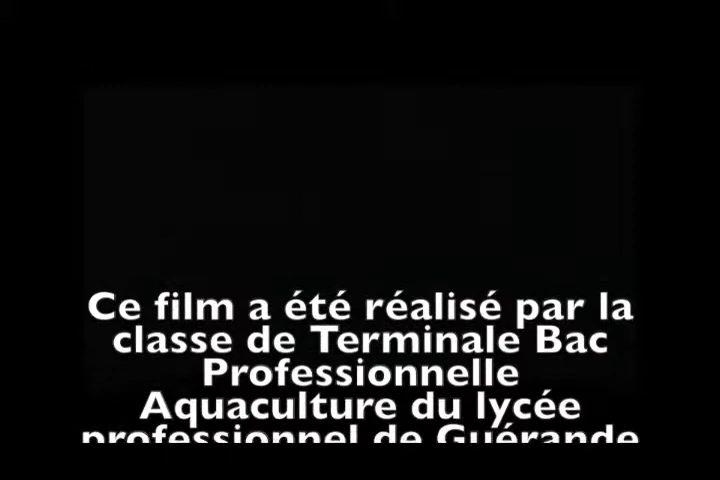 Ce film a été réalisé par la
classe de Terminale Bac
Professionnelle
Aquaculture du lycée
professionnel de Guérande